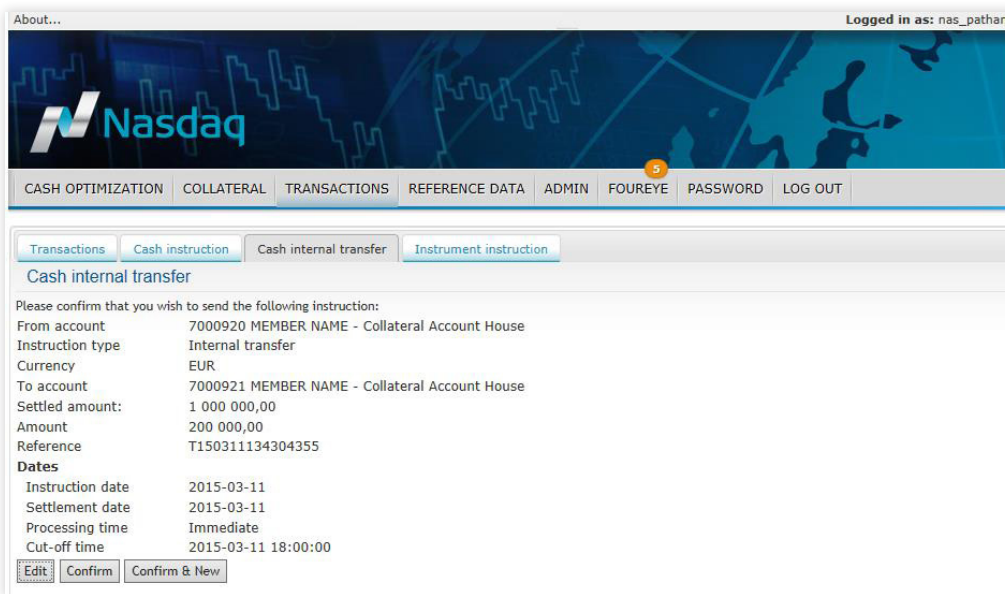 About...
Logged in as: nas_pathar
Nasdaq
5
CASH OPTIMIZATION COLLATERAL TRANSACTIONS REFERENCE DATA ADMIN FOUREYE PASSWORD LOG OUT
Transactions Cash instruction Cash internal transfer Instrument instruction
Cash internal transfer
Please confirm that you wish to send the following instruction:
From account 7000920 MEMBER NAME - Collateral Account House
Instruction type Internal transfer
Currency EUR
To account 7000921 MEMBER NAME - Collateral Account House
Settled amount: 1 000 000,00
Amount 200 000,00
Reference T150311134304355
Dates
Instruction date 2015-03-11
Settlement date 2015-03-11
Processing time Immediate
Cut-off time 2015-03-11 18:00:00
Edit Confirm Confirm & New